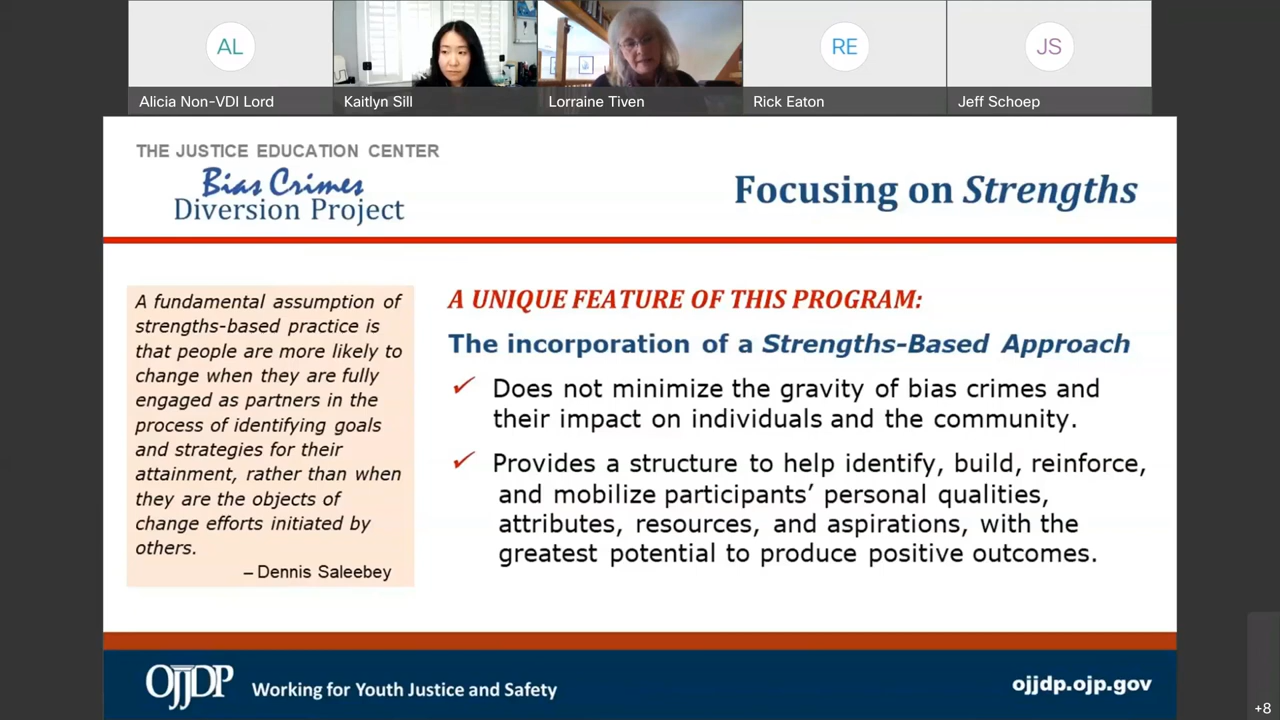 AL
RE
JS
Alicia Non-VDI Lord
Kaitlyn Sill
Lorraine Tiven
Rick Eaton
Jeff Schoep
THE JUSTICE EDUCATION CENTER
Bias Crimes
Diversion Project
Focusing on Strengths
A fundamental assumption of
strengths-based practice is
that people are more likely to
change when they are fully
engaged as partners in the
process of identifying goals
and strategies for their
attainment, rather than when
they are the objects of
change efforts initiated by
others.
– Dennis Saleebey
A UNIQUE FEATURE OF THIS PROGRAM:
The incorporation of a Strengths-Based Approach
✓ Does not minimize the gravity of bias crimes and
their impact on individuals and the community.
✓ Provides a structure to help identify, build, reinforce,
and mobilize participants’ personal qualities,
attributes, resources, and aspirations, with the
greatest potential to produce positive outcomes.
OJJDP Working for Youth Justice and Safety
ojjdp.ojp.gov
+8